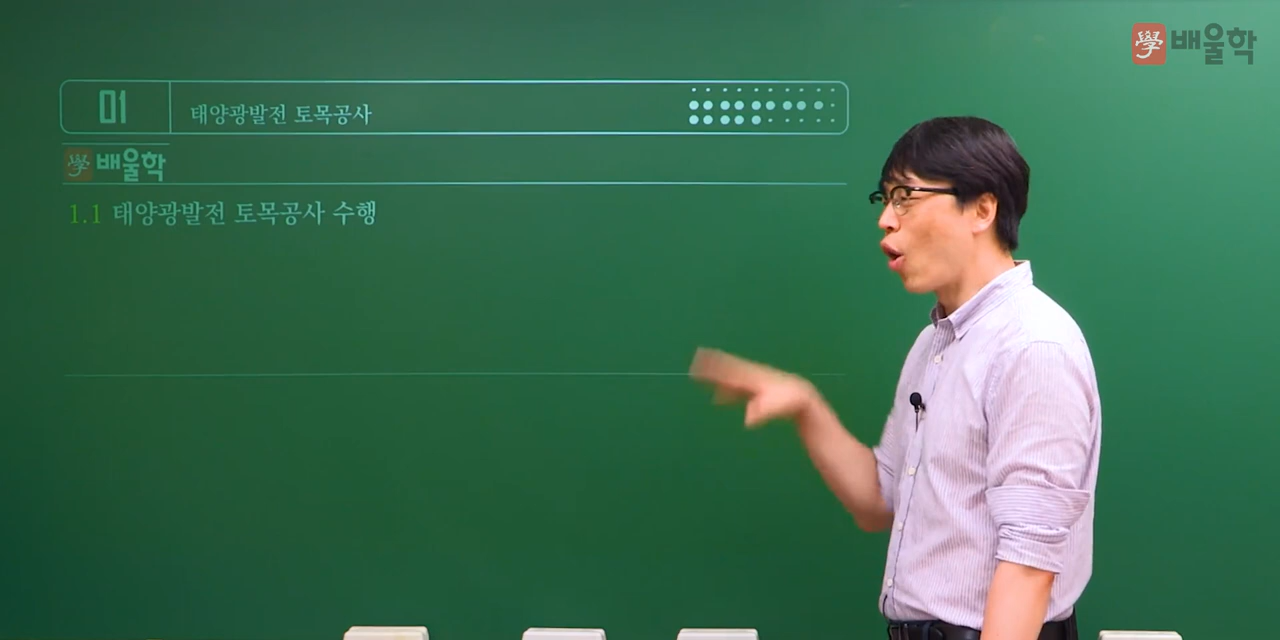 學 배울학
01 태양광발전 토목공사
學 배울학
1.1 태양광발전 토목공사 수행